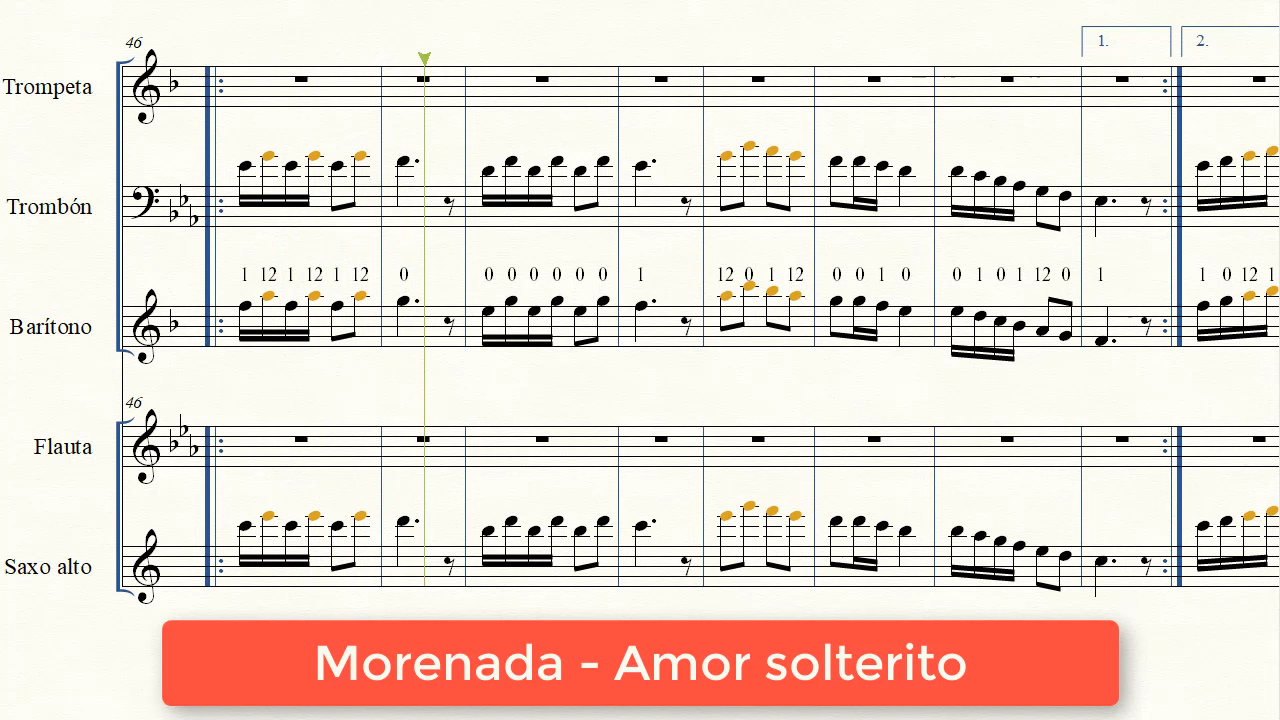 46
1. 2.
Trompeta
Trombón
1 12 1 12 1 12 0 0 0 0 0 0 0 1 12 0 1 12 0 0 1 0 0 1 0 1 12 0 1 1 0 12 1
Barítono
46
Flauta
Saxo alto
Morenada - Amor solterito